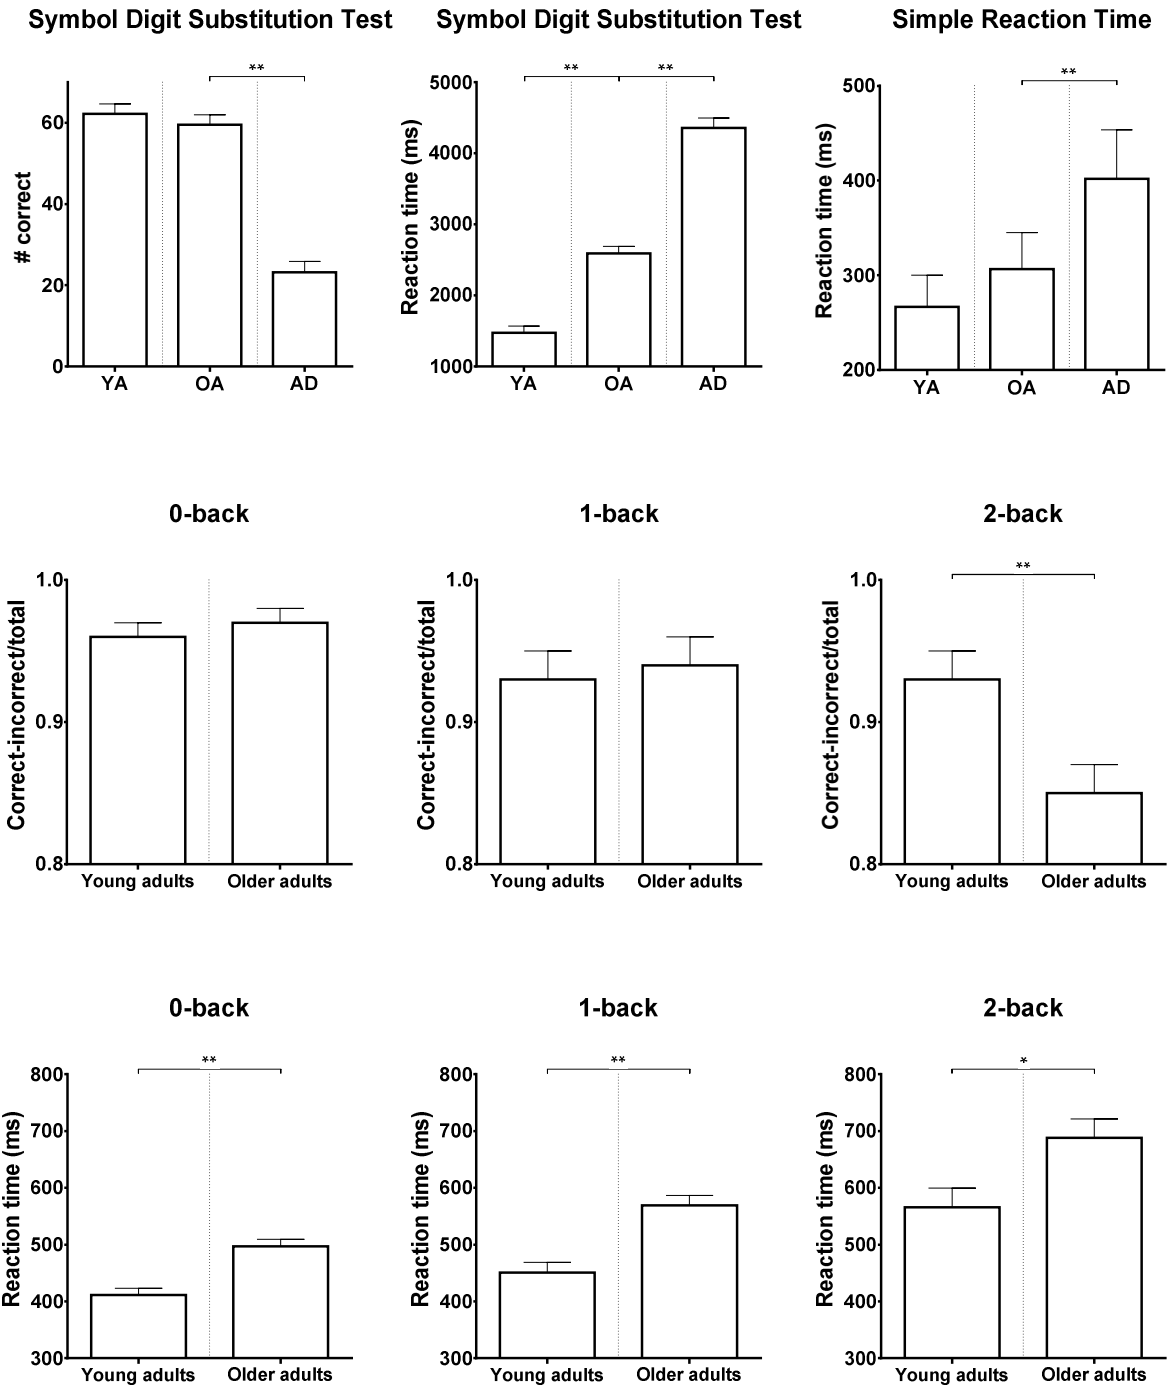 Symbol Digit Substitution Test
**
60
40
20
0
# correct
YA OA AD
Symbol Digit Substitution Test
** **
5000
4000
3000
2000
1000
Reaction time (ms)
YA OA AD
Simple Reaction Time
**
500
400
300
200
Reaction time (ms)
YA OA AD
0-back
1.0
0.9
0.8
Correct-incorrect/total
Young adults Older adults
1-back
1.0
0.9
0.8
Correct-incorrect/total
Young adults Older adults
2-back
**
1.0
0.9
0.8
Correct-incorrect/total
Young adults Older adults
0-back
**
800
700
600
500
400
300
Reaction time (ms)
Young adults Older adults
1-back
**
800
700
600
500
400
300
Reaction time (ms)
Young adults Older adults
2-back
*
800
700
600
500
400
300
Reaction time (ms)
Young adults Older adults